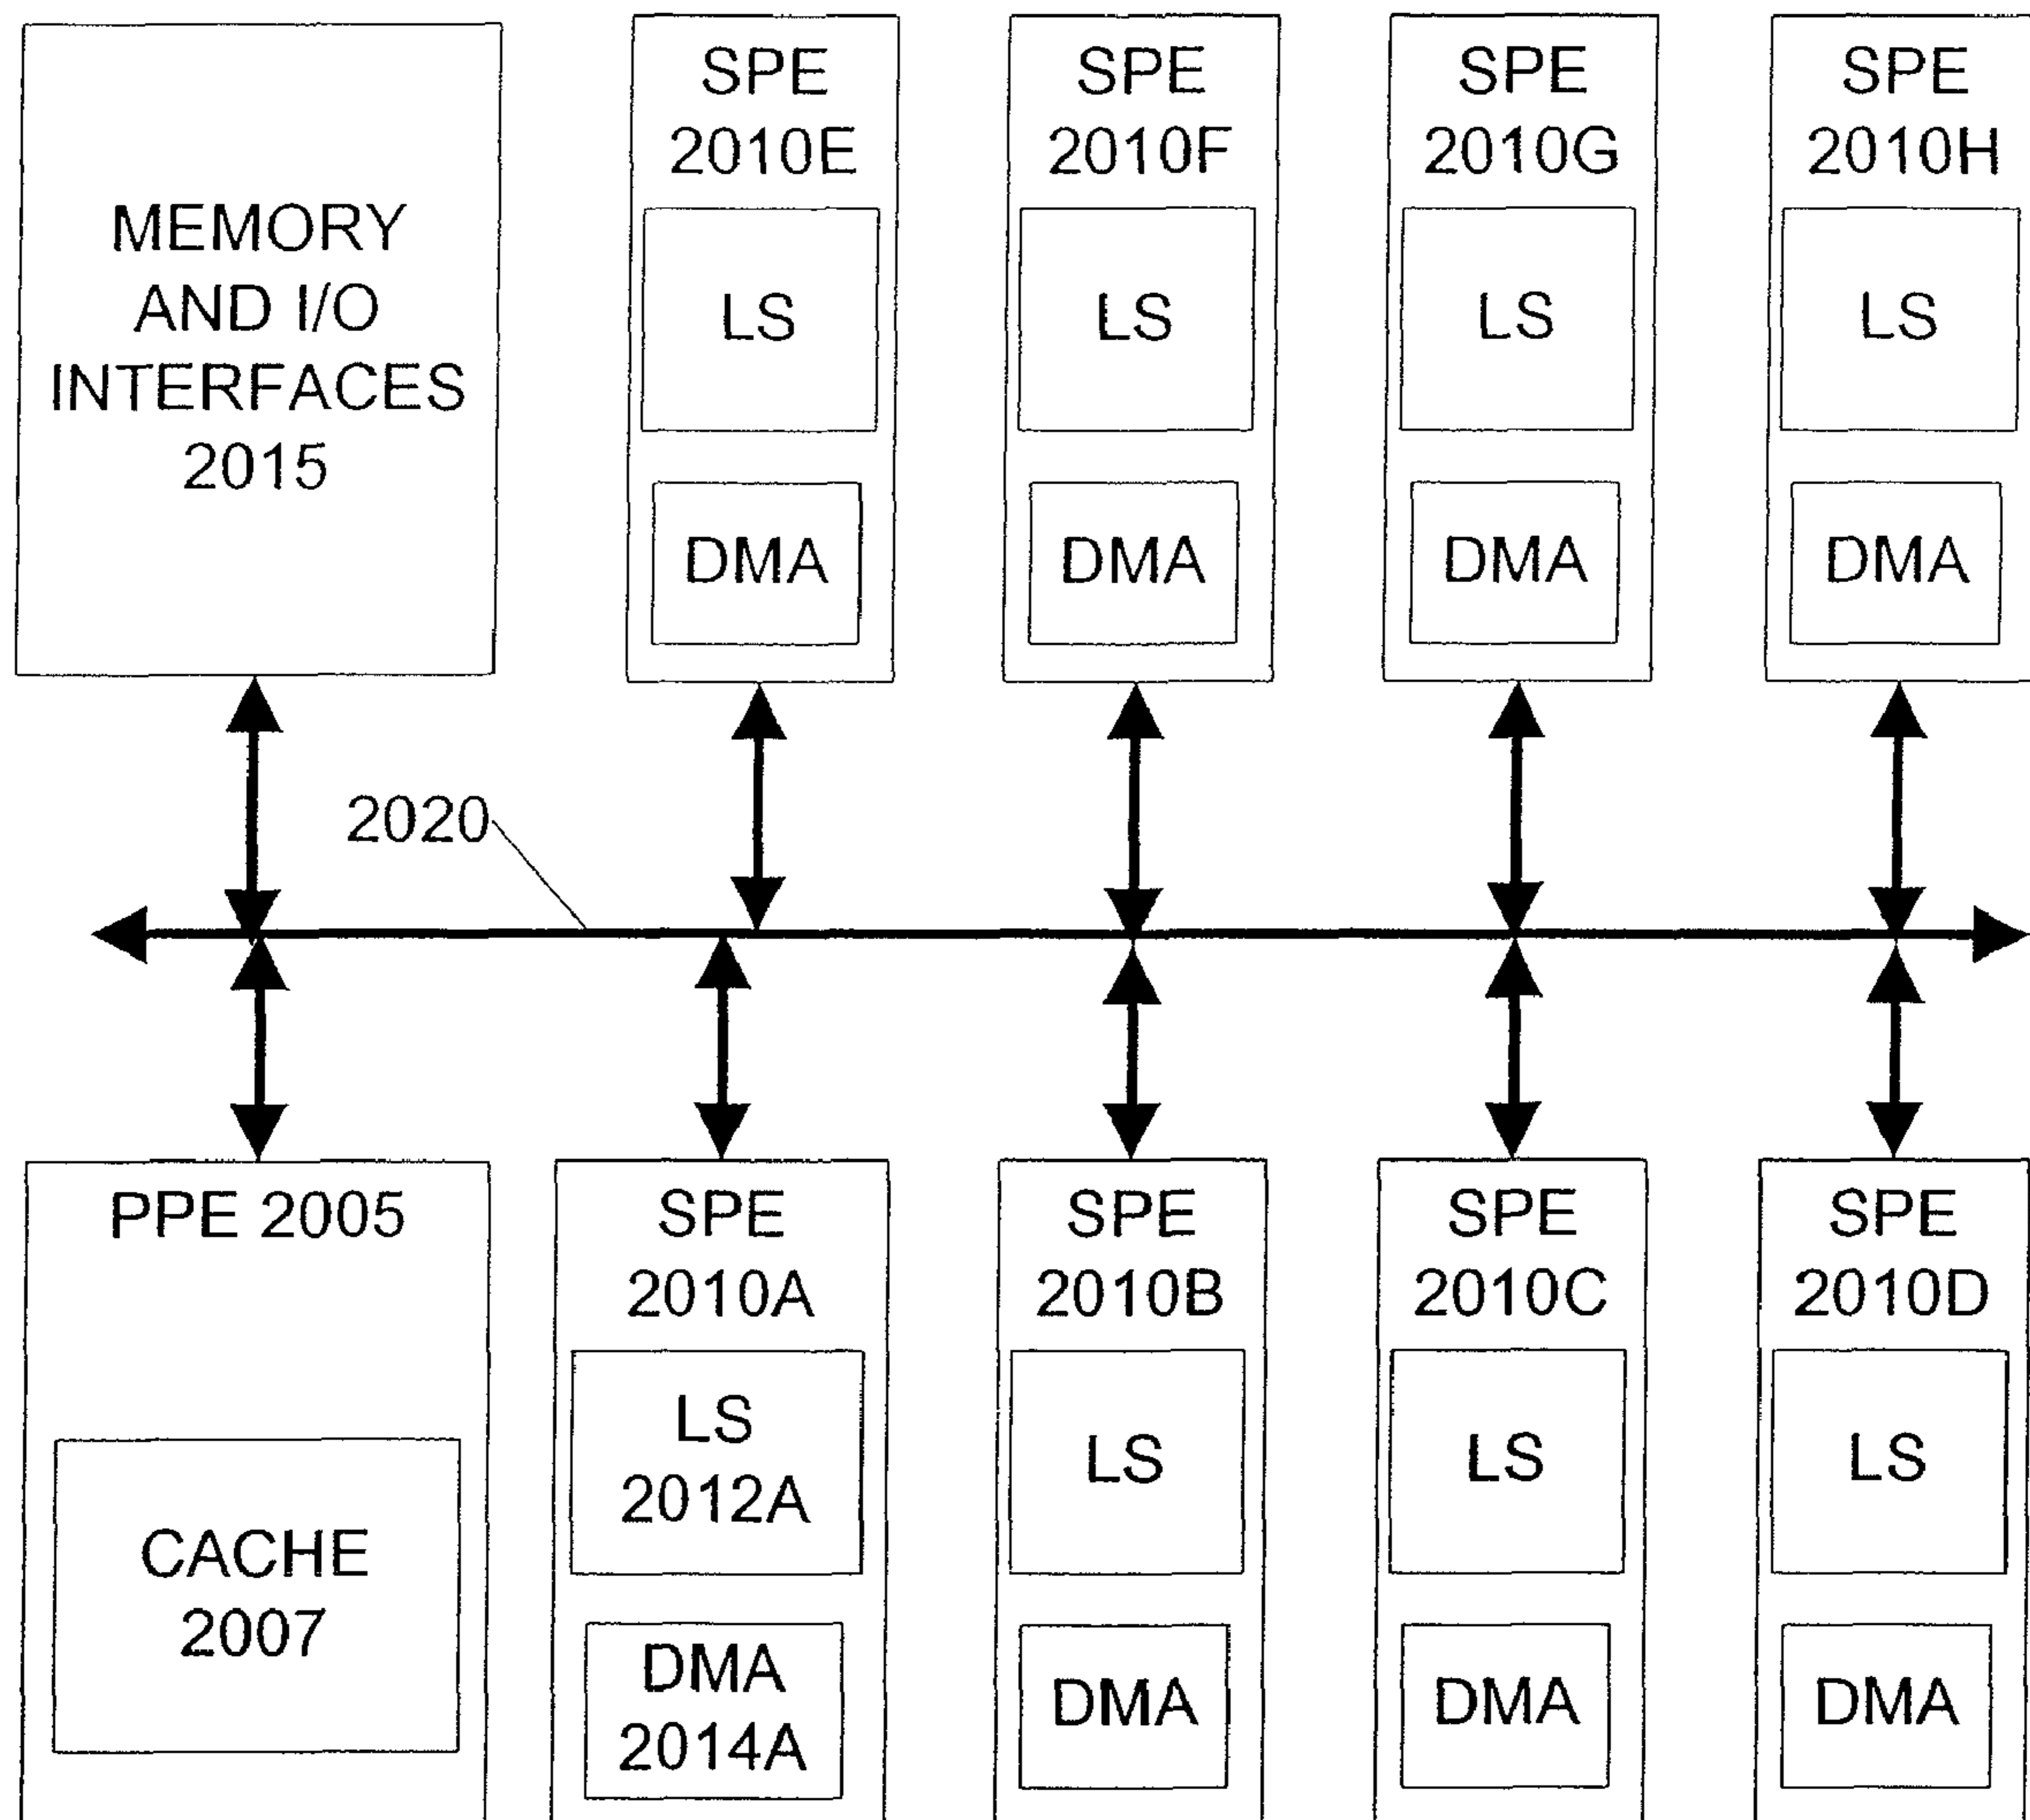 MEMORY
AND I/O
INTERFACES
2015
SPE
2010E
LS
DMA
SPE
2010F
LS
DMA
SPE
2010G
LS
DMA
SPE
2010H
LS
DMA
2020
PPE 2005
CACHE
2007
SPE
2010A
LS
2012A
DMA
2014A
SPE
2010B
LS
DMA
SPE
2010C
LS
DMA
SPE
2010D
LS
DMA